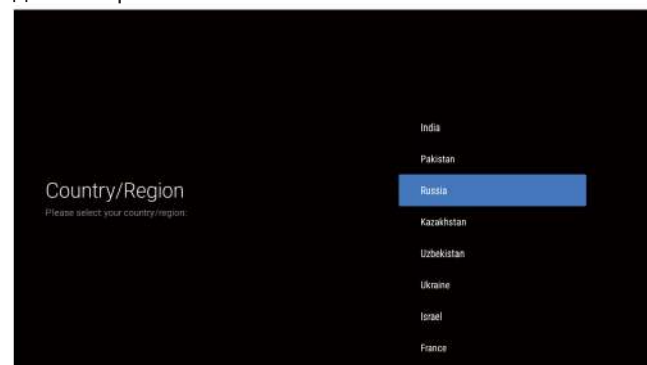 Country/Region
Please select your country/region:
India
Pakistan
Russia
Kazakhstan
Uzbekistan
Ukraine
Israel
France